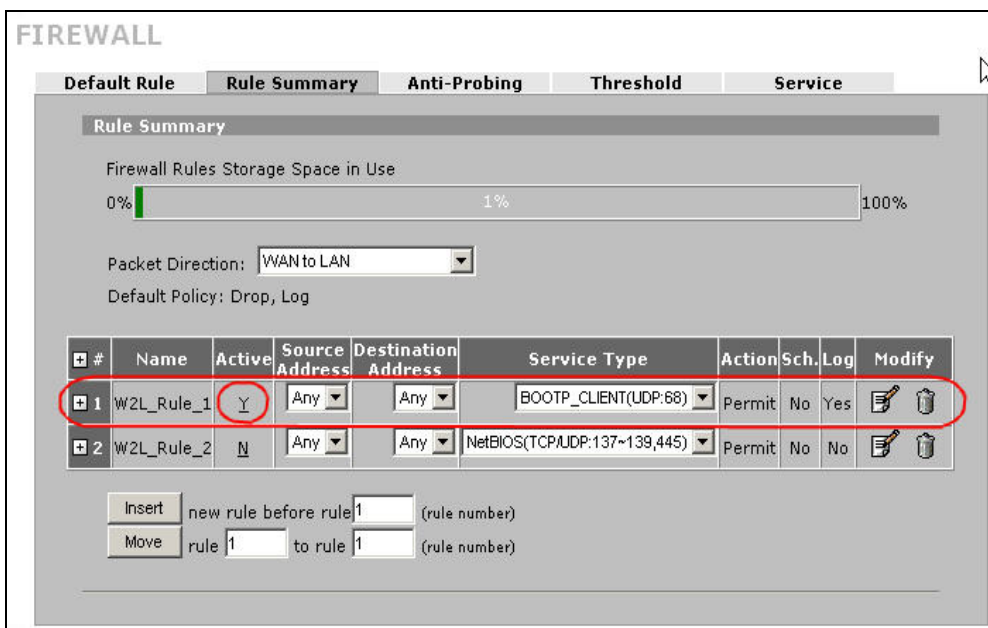 FIREWALL
Default Rule Rule Summary Anti-Probing Threshold Service
Rule Summary
Firewall Rules Storage Space in Use
0% 1% 100%
Packet Direction: WAN to LAN
Default Policy: Drop, Log
# Name Active Source Address Destination Address Service Type Action Sch. Log Modify
1 W2L_Rule_1 Y Any Any BOOTP_CLIENT(UDP:68) Permit No Yes
2 W2L_Rule_2 N Any Any NetBIOS(TCP/UDP:137~139,445) Permit No No
Insert new rule before rule 1 (rule number)
Move rule 1 to rule 1 (rule number)